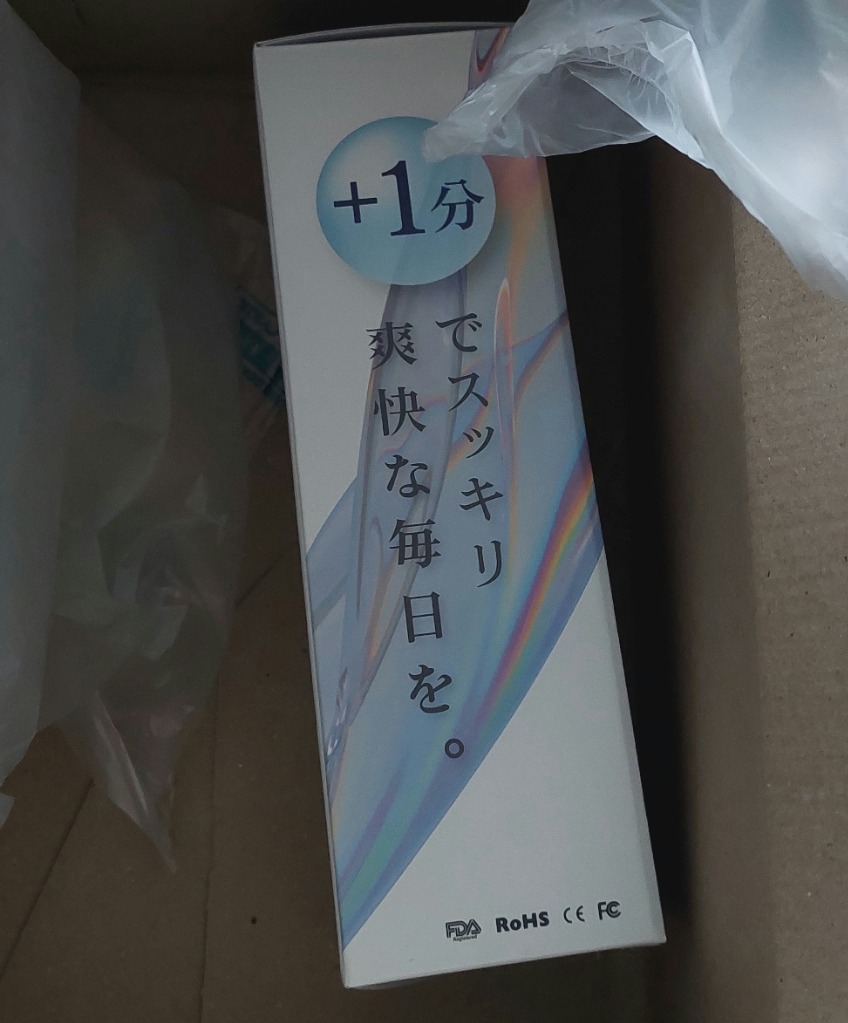 +1分
でスッキリ
爽快な毎日を。
FDA
Registered
RoHS CE FC